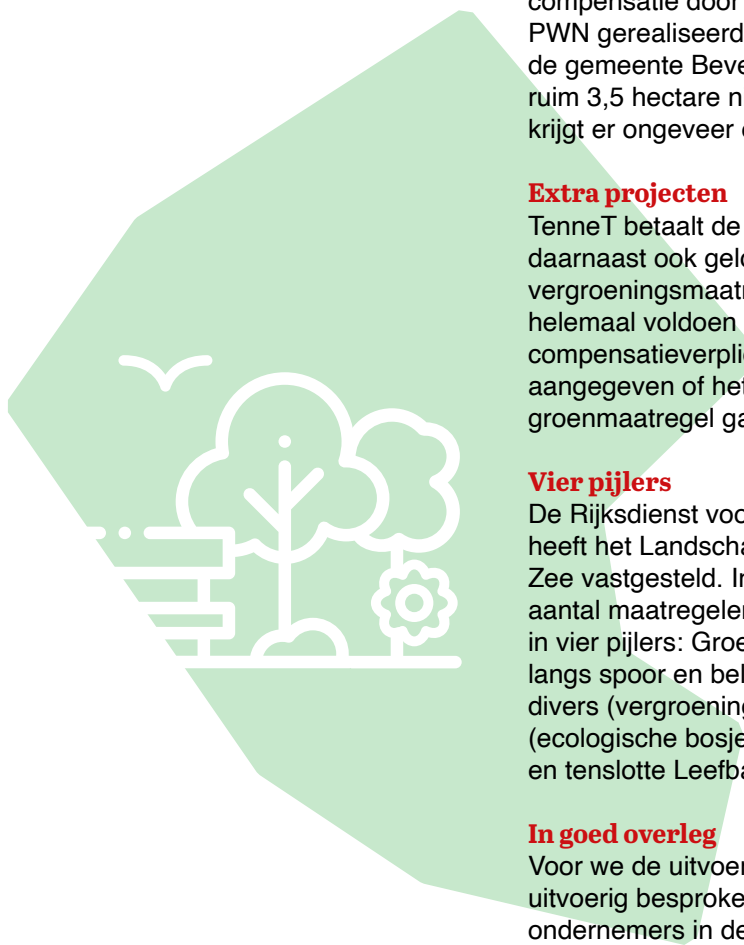 compensatie door
PWN gerealiseerd
de gemeente Beve
ruim 3,5 hectare n
krijgt er ongeveer
Extra projecten
TenneT betaalt de
daarnaast ook geld
vergroeningsmaatr
helemaal voldoen
compensatieverplic
aangegeven of het
groenmaatregel ga
Vier pijlers
De Rijksdienst voo
heeft het Landscha
Zee vastgesteld. In
aantal maatregelen
in vier pijlers: Groe
langs spoor en bel
divers (vergroening
(ecologische bosje
en tenslotte Leefba
In goed overleg
Voor we de uitvoer
uitvoerig besproke
ondernemers in de